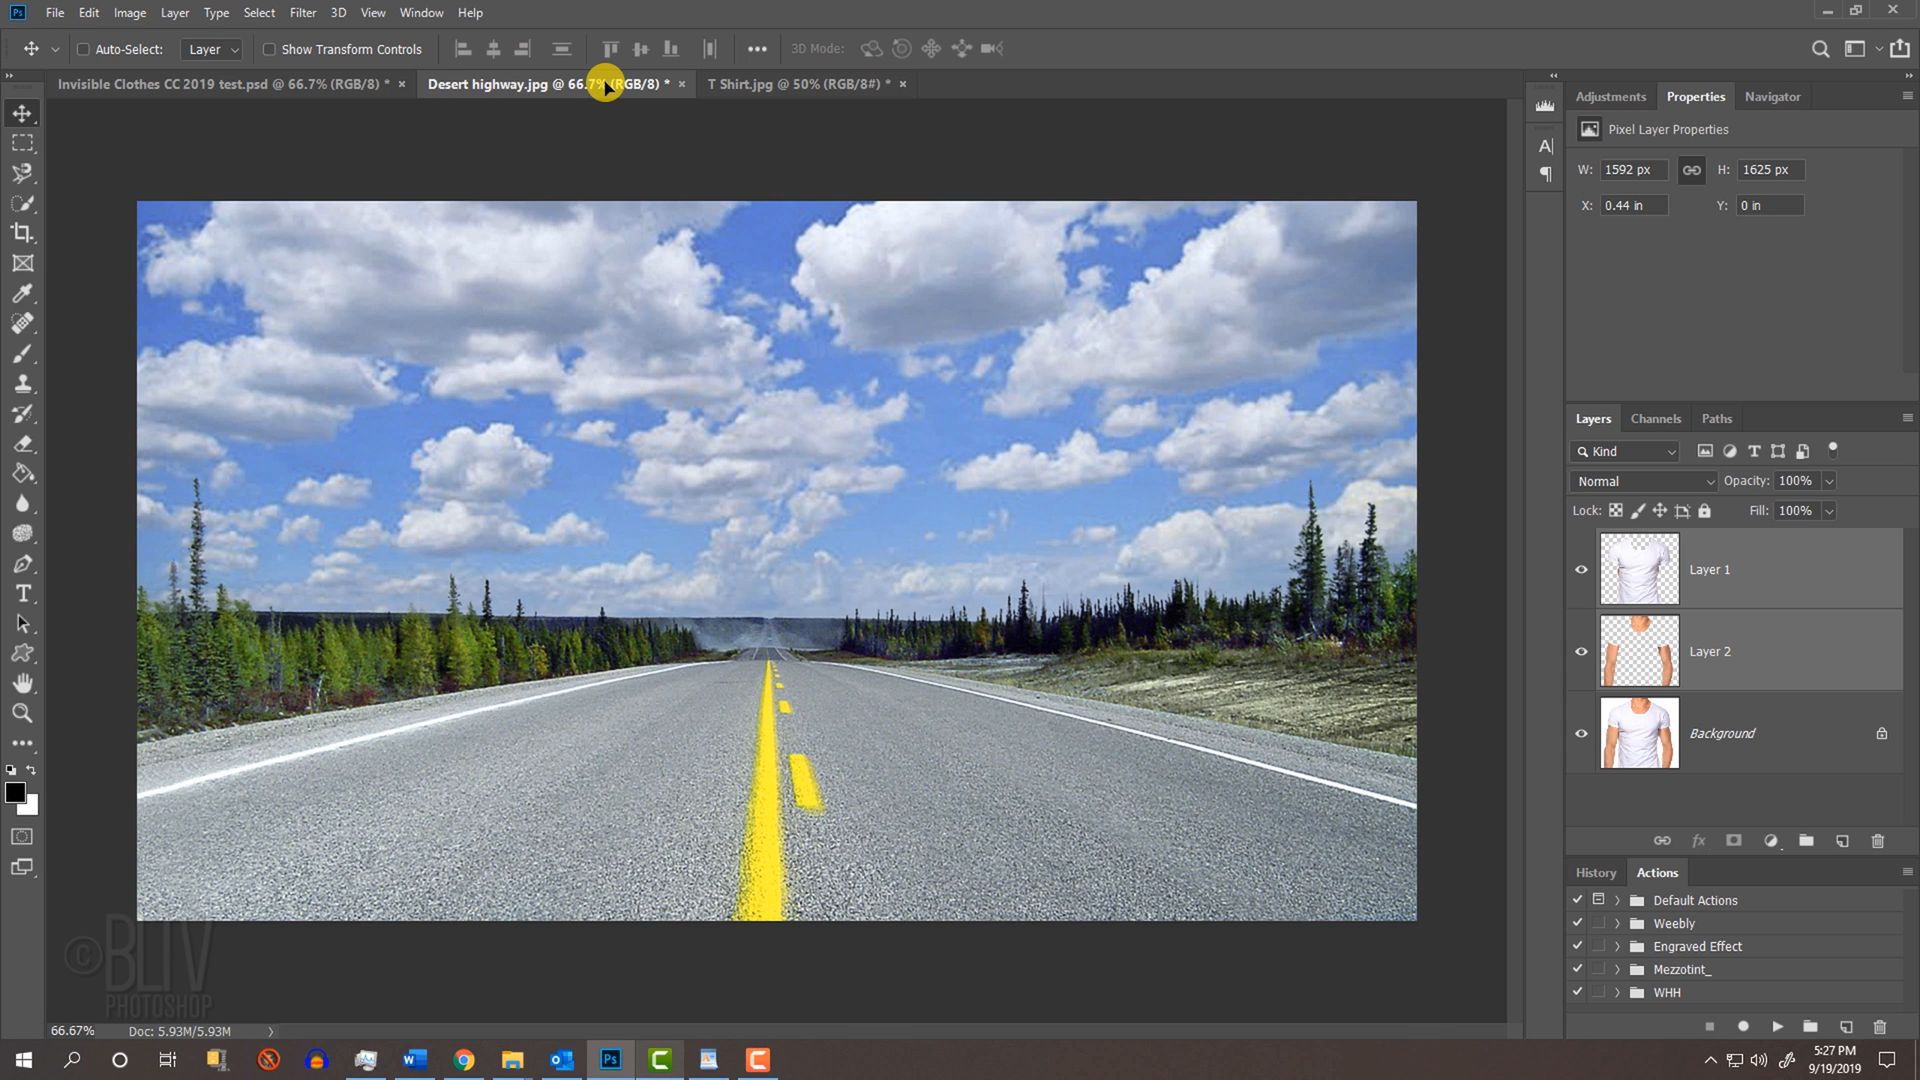 Ps File Edit Image Layer Type Select Filter 3D View Window Help
Auto-Select: Layer Show Transform Controls 3D Mode:
Invisible Clothes CC 2019 test.psd @ 66.7% (RGB/8) * × Desert highway.jpg @ 66.7% (RGB/8) * × T Shirt.jpg @ 50% (RGB/8#) * ×
Adjustments Properties Navigator
Pixel Layer Properties
W: 1592 px H: 1625 px
X: 0.44 in Y: 0 in
Layers Channels Paths
Kind
Normal Opacity: 100%
Lock: Fill: 100%
Layer 1
Layer 2
Background
History Actions
Default Actions
Weebly
Engraved Effect
Mezzotint_
WHH
© BLIV
PHOTOSHOP
66.67% Doc: 5.93M/5.93M
5:27 PM
9/19/2019